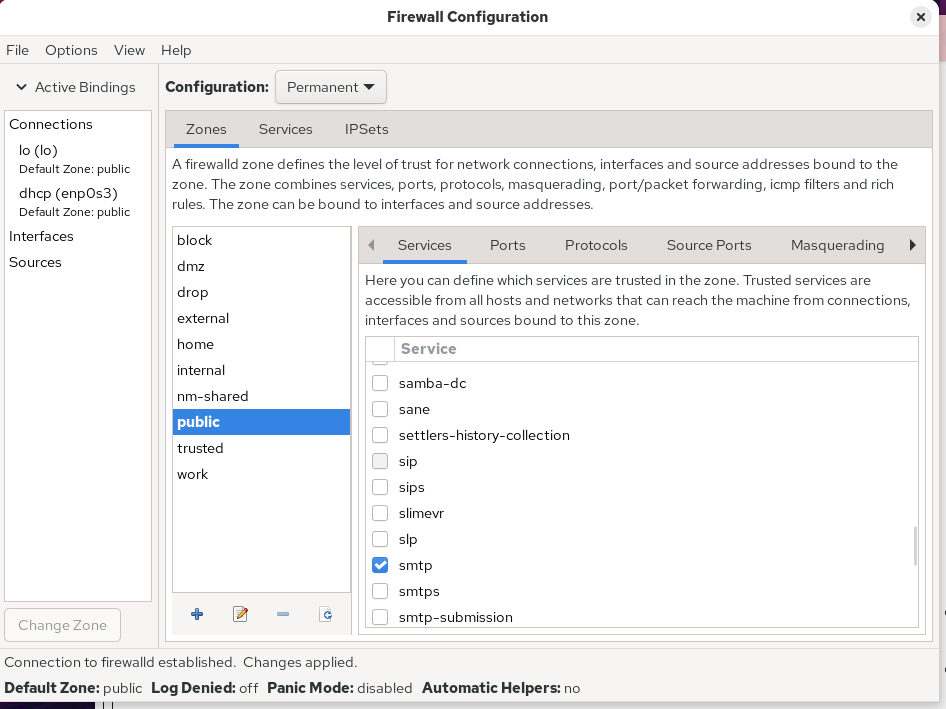 Firewall Configuration
File Options View Help
Active Bindings
Connections
lo (lo)
Default Zone: public
dhcp (enp0s3)
Default Zone: public
Interfaces
Sources
Change Zone
Configuration: Permanent
Zones Services IPSets
A firewalld zone defines the level of trust for network connections, interfaces and source addresses bound to the
zone. The zone combines services, ports, protocols, masquerading, port/packet forwarding, icmp filters and rich
rules. The zone can be bound to interfaces and source addresses.
block
dmz
drop
external
home
internal
nm-shared
public
trusted
work
Services Ports Protocols Source Ports Masquerading
Here you can define which services are trusted in the zone. Trusted services are
accessible from all hosts and networks that can reach the machine from connections,
interfaces and sources bound to this zone.
Service
samba-dc
sane
settlers-history-collection
sip
sips
slimevr
slp
smtp
smtps
smtp-submission
Connection to firewalld established. Changes applied.
Default Zone: public Log Denied: off Panic Mode: disabled Automatic Helpers: no